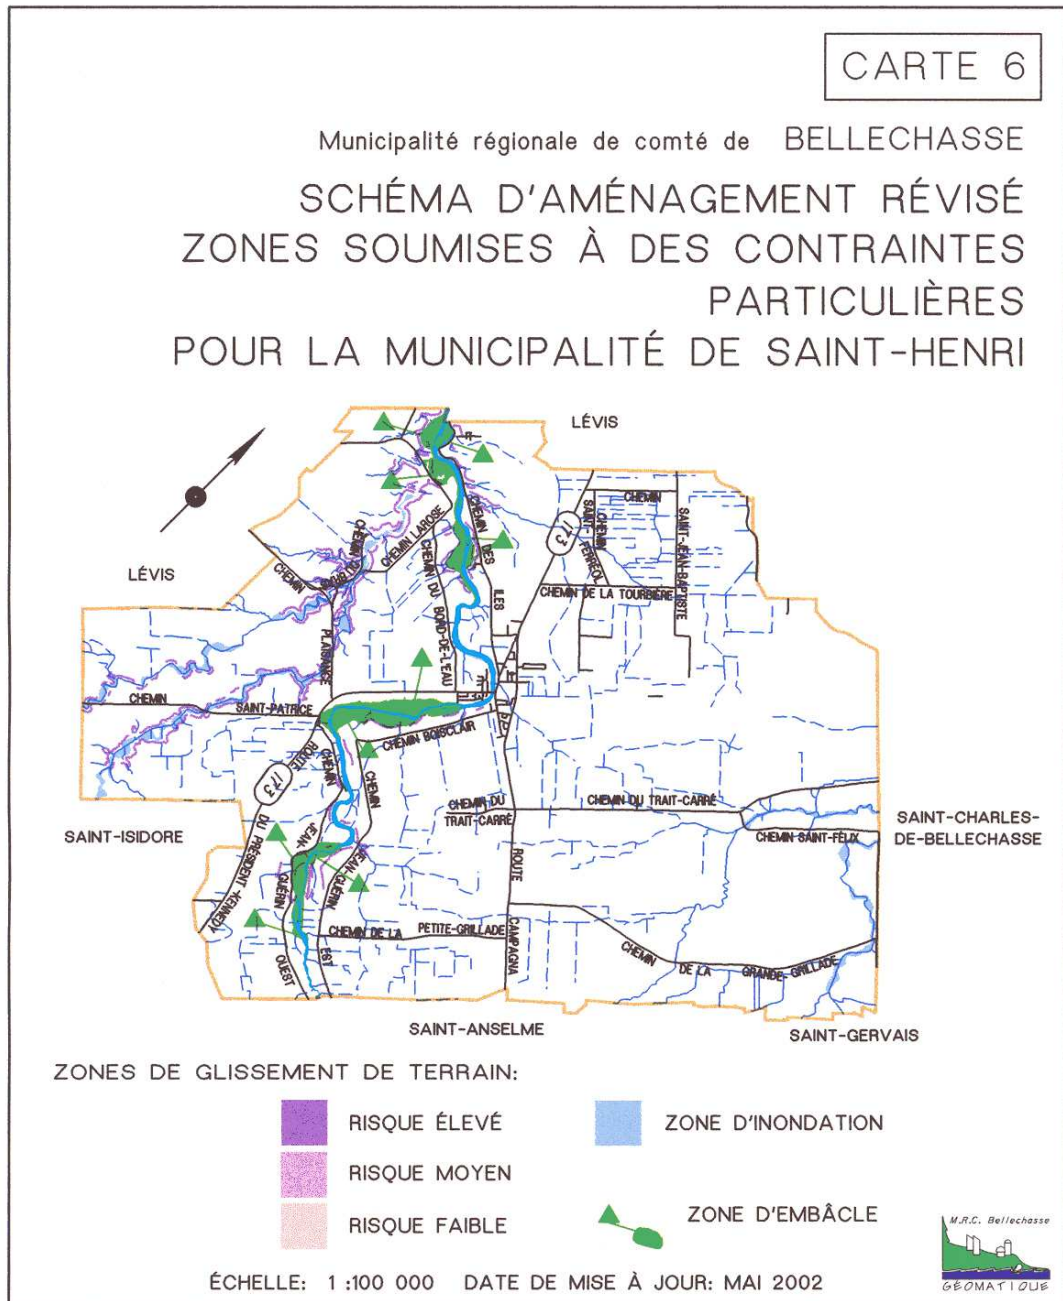 CARTE 6
Municipalité régionale de comté de BELLECHASSE
SCHÉMA D'AMÉNAGEMENT RÉVISÉ
ZONES SOUMISES À DES CONTRAINTES
PARTICULIÈRES
POUR LA MUNICIPALITÉ DE SAINT-HENRI
LÉVIS
LÉVIS
CHEMIN
CHEMIN LAROSE
CHEMIN
PLAISANCE
CHEMIN DU BORD-DE-L'EAU
CHEMIN DES
ILES
173
CHEMIN
SAINT-FERRÉOL
CHEMIN
SAINT-JEAN-BAPTISTE
CHEMIN DE LA TOURBIÈRE
CHEMIN
SAINT-PATRICE
CHEMIN BOISCLAIR
ROUTE
173
DU PRÉSIDENT-KENNEDY
CHEMIN
JEAN-
GUÉRIN
OUEST
CHEMIN
JEAN-GUÉRIN
EST
CHEMIN DU
TRAIT-CARRÉ
CHEMIN DU TRAIT-CARRÉ
CHEMIN SAINT-FÉLIX
ROUTE
CAMPAGNA
CHEMIN DE LA
PETITE-GRILLADE
CHEMIN
DE LA
GRANDE-GRILLADE
SAINT-ISIDORE
SAINT-CHARLES-
DE-BELLECHASSE
SAINT-ANSELME
SAINT-GERVAIS
ZONES DE GLISSEMENT DE TERRAIN:
RISQUE ÉLEVÉ
ZONE D'INONDATION
RISQUE MOYEN
RISQUE FAIBLE
ZONE D'EMBÂCLE
M.R.C. Bellechasse
GÉOMATIQUE
ÉCHELLE: 1 :100 000 DATE DE MISE À JOUR: MAI 2002